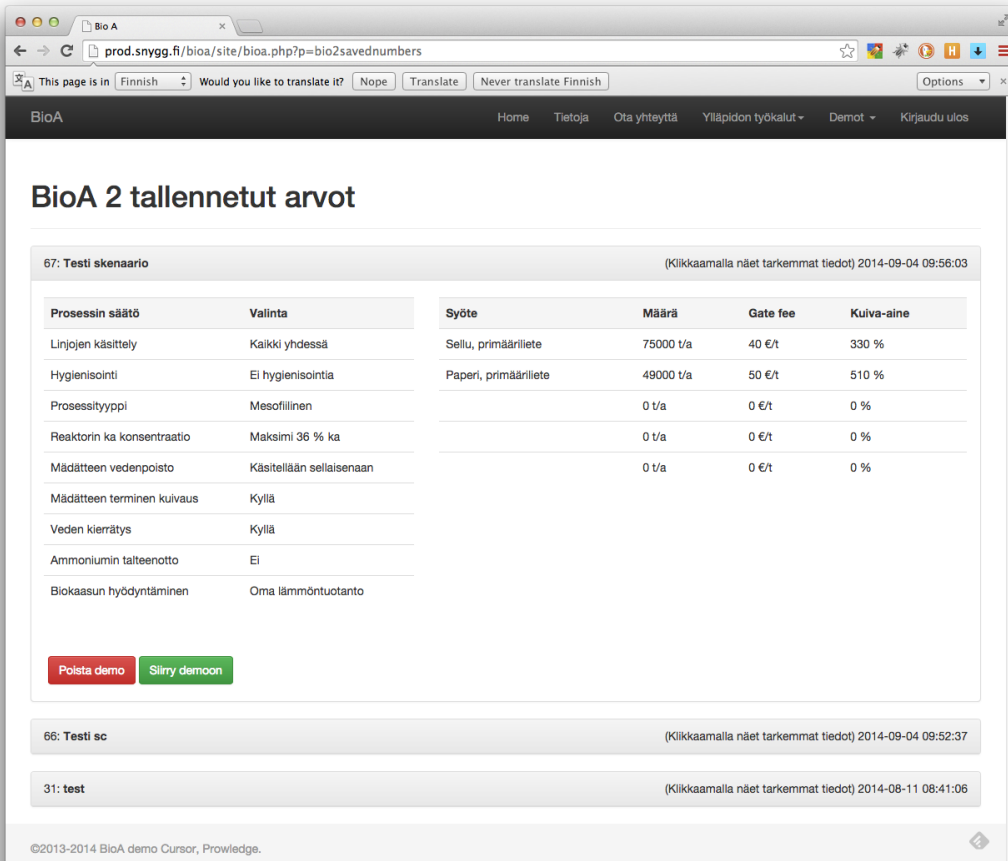 Bio A
prod.snygg.fi/bioa/site/bioa.php?p=bio2savednumbers
This page is in Finnish Would you like to translate it? Nope Translate Never translate Finnish Options
BioA Home Tietoja Ota yhteyttä Ylläpidon työkalut Demot Kirjaudu ulos
BioA 2 tallennetut arvot
67: Testi skenaario (Klikkaamalla näet tarkemmat tiedot) 2014-09-04 09:56:03
Prosessin säätö Valinta Syöte Määrä Gate fee Kuiva-aine
Linjojen käsittely Kaikki yhdessä Sellu, primääriliete 75000 t/a 40 €/t 330 %
Hygienisointi Ei hygienisointia Paperi, primääriliete 49000 t/a 50 €/t 510 %
Prosessityyppi Mesofiilinen 0 t/a 0 €/t 0 %
Reaktorin ka konsentraatio Maksimi 36 % ka 0 t/a 0 €/t 0 %
Mädätteen vedenpoisto Käsitellään sellaisenaan 0 t/a 0 €/t 0 %
Mädätteen terminen kuivaus Kyllä
Veden kierrätys Kyllä
Ammoniumin talteenotto Ei
Biokaasun hyödyntäminen Oma lämmöntuotanto
Poista demo Siirry demoon
66: Testi sc (Klikkaamalla näet tarkemmat tiedot) 2014-09-04 09:52:37
31: test (Klikkaamalla näet tarkemmat tiedot) 2014-08-11 08:41:06
©2013-2014 BioA demo Cursor, Prowledge.